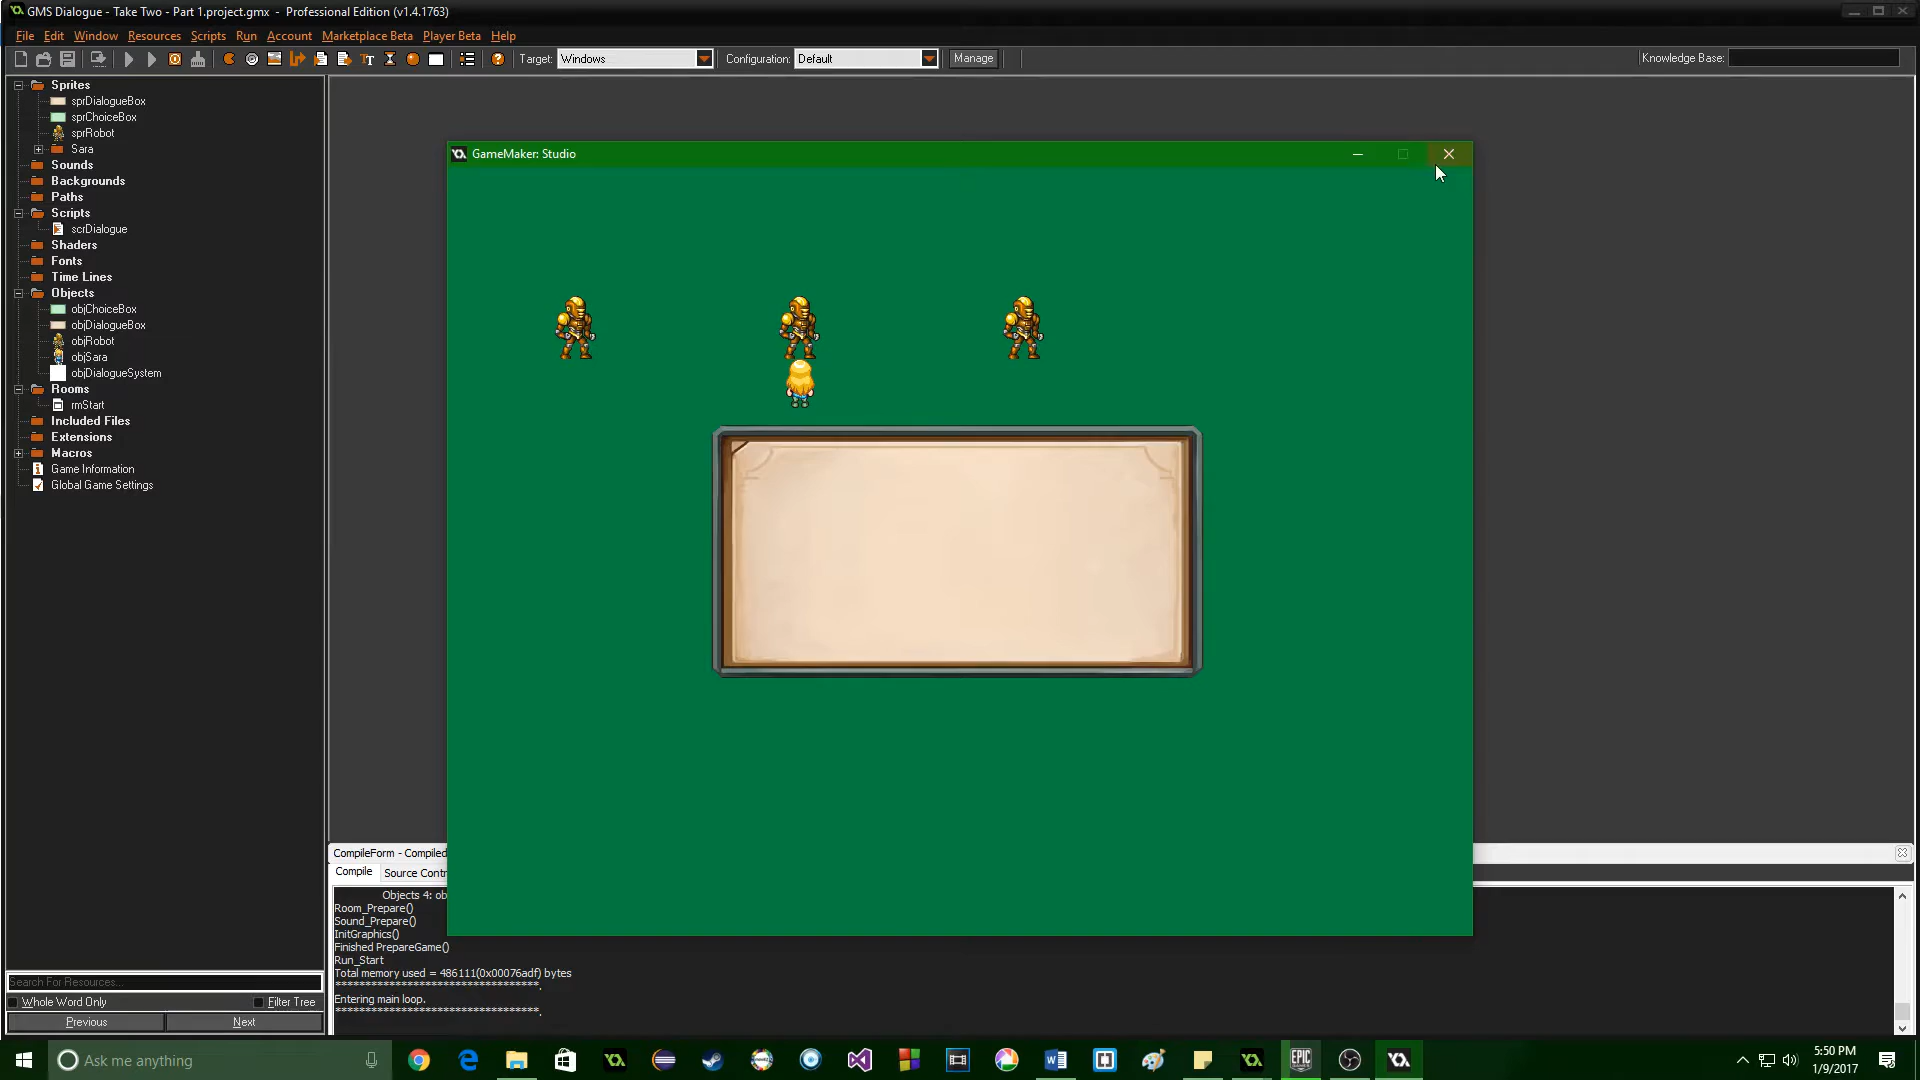 GMS Dialogue - Take Two - Part 1.project.gmx  -  Professional Edition (v1.4.1763)
File Edit Window Resources Scripts Run Account Marketplace Beta Player Beta Help
Target: Windows Configuration: Default Manage Knowledge Base:
Sprites
sprDialogueBox
sprChoiceBox
sprRobot
Sara
Sounds
Backgrounds
Paths
Scripts
scrDialogue
Shaders
Fonts
Time Lines
Objects
objChoiceBox
objDialogueBox
objRobot
objSara
objDialogueSystem
Rooms
rmStart
Included Files
Extensions
Macros
Game Information
Global Game Settings
Search For Resources...
Whole Word Only Filter Tree
Previous Next
GameMaker: Studio
CompileForm - Compiled
Compile Source Contr
Objects 4: ob
Room_Prepare()
Sound_Prepare()
InitGraphics()
Finished PrepareGame()
Run_Start
Total memory used = 486111(0x00076adf) bytes
**********************************.
Entering main loop.
**********************************.
Ask me anything
EPIC GAMES
5:50 PM
1/9/2017